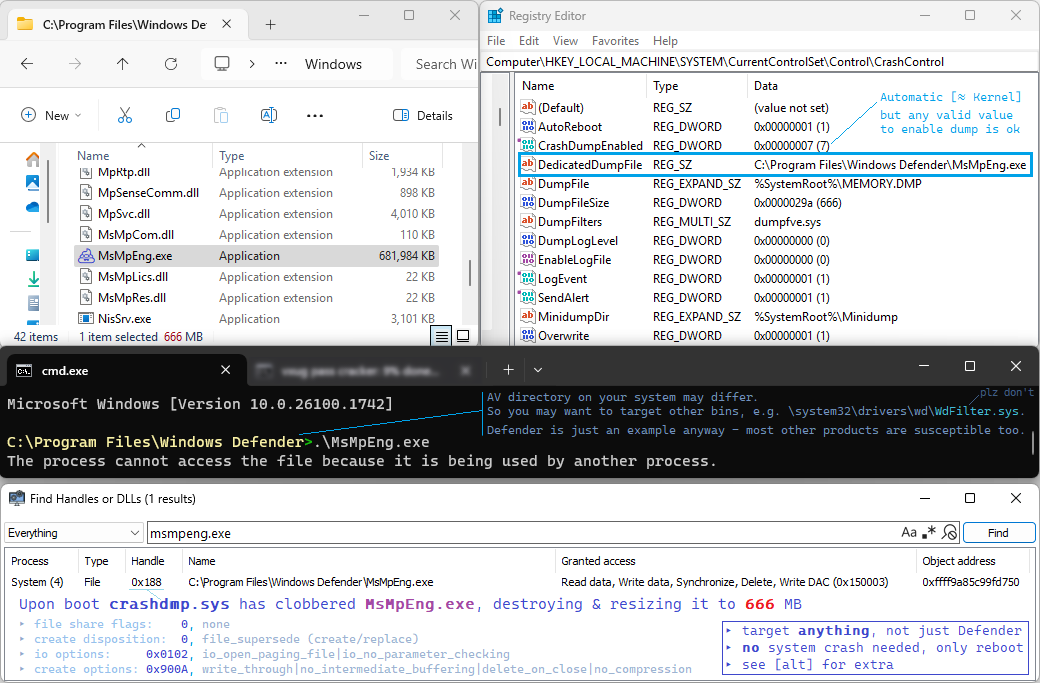 C:\Program Files\Windows De
Windows
Search Wi
New
Details
Name Type Size
MpRtp.dll Application extension 1,934 KB
MpSenseComm.dll Application extension 898 KB
MpSvc.dll Application extension 4,010 KB
MsMpCom.dll Application extension 110 KB
MsMpEng.exe Application 681,984 KB
MsMpLics.dll Application extension 22 KB
MsMpRes.dll Application extension 22 KB
NisSrv.exe Application 3,101 KB
42 items 1 item selected 666 MB
Registry Editor
File Edit View Favorites Help
Computer\HKEY_LOCAL_MACHINE\SYSTEM\CurrentControlSet\Control\CrashControl
Name Type Data
(Default) REG_SZ (value not set)
AutoReboot REG_DWORD 0x00000001 (1)
CrashDumpEnabled REG_DWORD 0x00000007 (7)
DedicatedDumpFile REG_SZ C:\Program Files\Windows Defender\MsMpEng.exe
DumpFile REG_EXPAND_SZ %SystemRoot%\MEMORY.DMP
DumpFileSize REG_DWORD 0x0000029a (666)
DumpFilters REG_MULTI_SZ dumpfve.sys
DumpLogLevel REG_DWORD 0x00000000 (0)
EnableLogFile REG_DWORD 0x00000000 (0)
LogEvent REG_DWORD 0x00000001 (1)
SendAlert REG_DWORD 0x00000001 (1)
MinidumpDir REG_EXPAND_SZ %SystemRoot%\Minidump
Overwrite REG_DWORD 0x00000001 (1)
Automatic [≈ Kernel]
but any valid value
to enable dump is ok
cmd.exe
Microsoft Windows [Version 10.0.26100.1742]
C:\Program Files\Windows Defender>.\MsMpEng.exe
The process cannot access the file because it is being used by another process.
plz don't
AV directory on your system may differ.
So you may want to target other bins, e.g. \system32\drivers\wd\WdFilter.sys.
Defender is just an example anyway – most other products are susceptible too.
Find Handles or DLLs (1 results)
Everything msmpeng.exe Aa .* Find
Process Type Handle Name Granted access Object address
System (4) File 0x188 C:\Program Files\Windows Defender\MsMpEng.exe Read data, Write data, Synchronize, Delete, Write DAC (0x150003) 0xffff9a85c99fd750
Upon boot crashdmp.sys has clobbered MsMpEng.exe, destroying & resizing it to 666 MB
‣ file share flags: 0, none
‣ create disposition: 0, file_supersede (create/replace)
‣ io options: 0x0102, io_open_paging_file|io_no_parameter_checking
‣ create options: 0x900A, write_through|no_intermediate_buffering|delete_on_close|no_compression
‣ target anything, not just Defender
‣ no system crash needed, only reboot
‣ see [alt] for extra